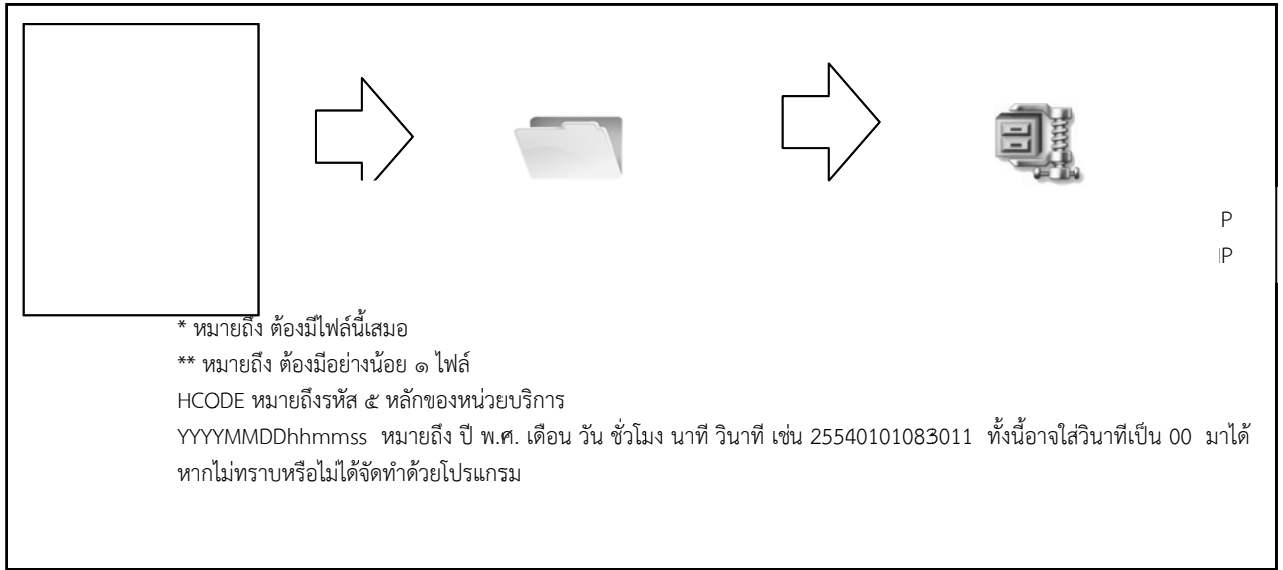 P
IP
* หมายถึง ต้องมีไฟล์นี้เสมอ
** หมายถึง ต้องมีอย่างน้อย ๑ ไฟล์
HCODE หมายถึงรหัส ๕ หลักของหน่วยบริการ
YYYYMMDDhhmmss หมายถึง ปี พ.ศ. เดือน วัน ชั่วโมง นาที วินาที เช่น 25540101083011 ทั้งนี้อาจใส่วินาทีเป็น 00 มาได้
หากไม่ทราบหรือไม่ได้จัดทำด้วยโปรแกรม